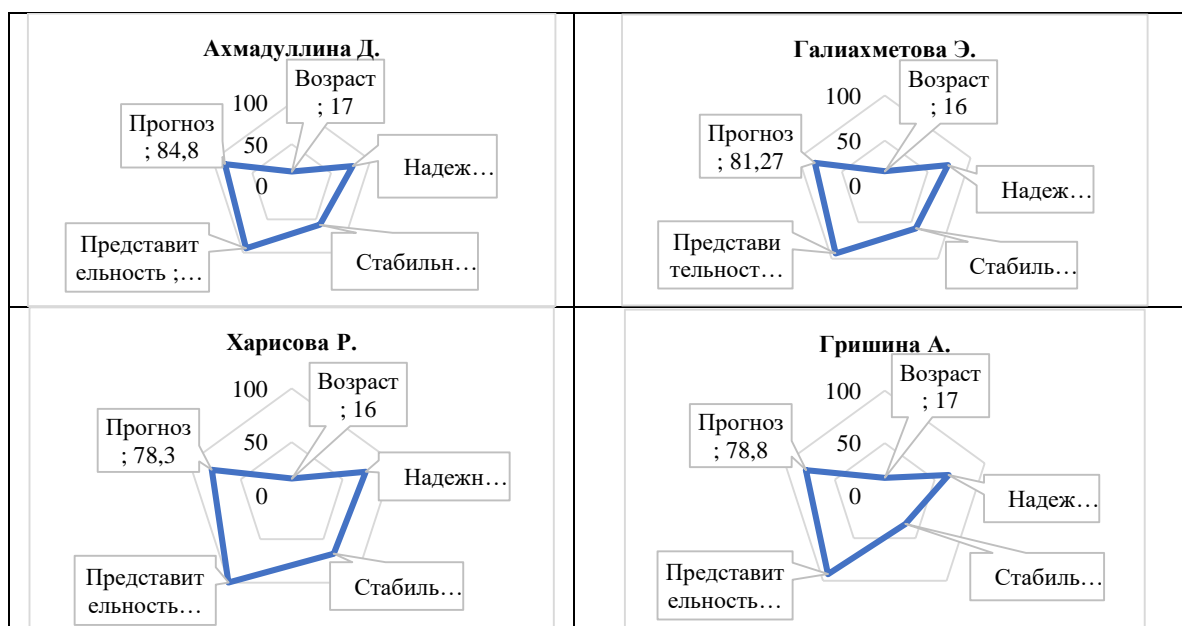 Ахмадуллина Д.
Возраст
; 17
100
Прогноз
; 84,8
50
Надеж…
0
Представит
ельность ;…
Стабильн…
Галиахметова Э.
Возраст
; 16
100
Прогноз
; 81,27
50
Надеж…
0
Представи
тельност…
Стабиль…
Харисова Р.
Возраст
; 16
100
Прогноз
; 78,3
50
Надежн…
0
Представит
ельность…
Стабиль…
Гришина А.
Возраст
; 17
100
Прогноз
; 78,8
50
Надеж…
0
Представит
ельность…
Стабиль…